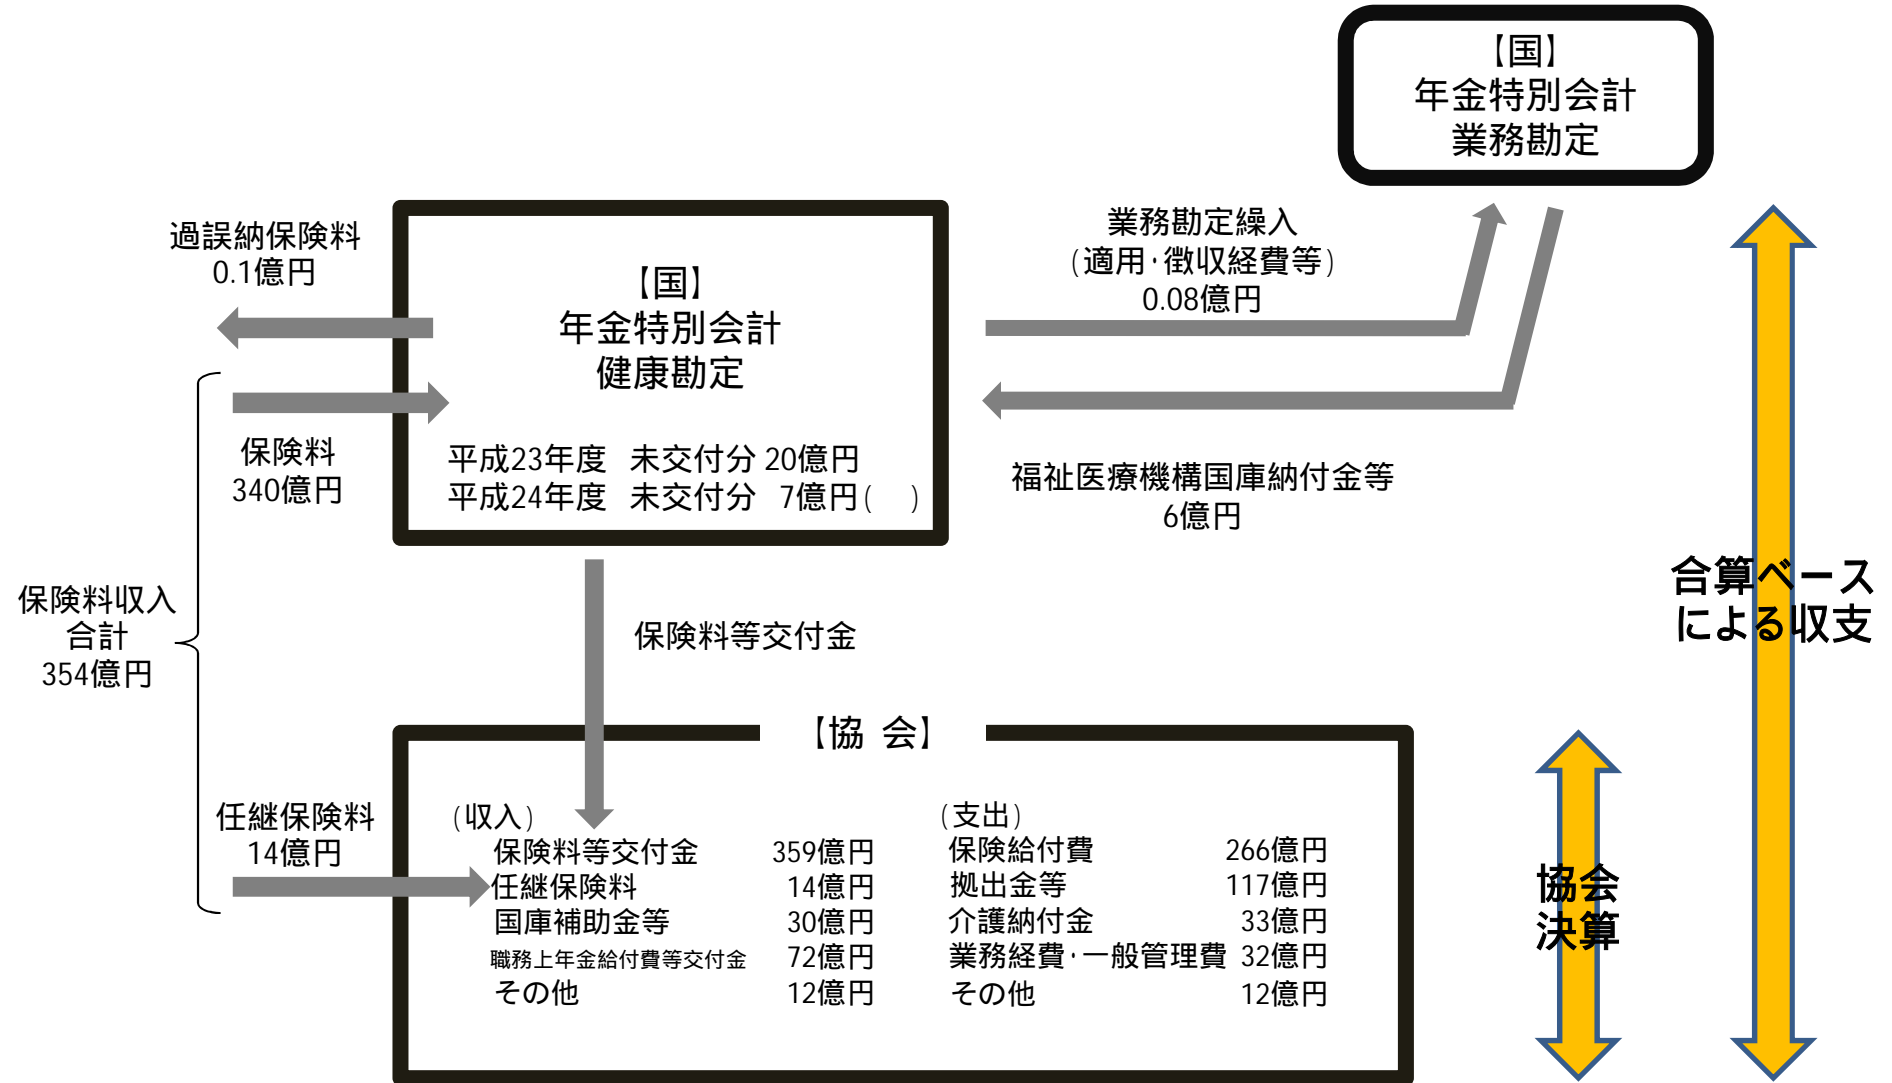 【国】
年金特別会計
業務勘定
過誤納保険料
0.1億円
【国】
年金特別会計
健康勘定
平成23年度 未交付分 20億円
平成24年度 未交付分 7億円( )
業務勘定繰入
(適用・徴収経費等)
0.08億円
保険料
340億円
福祉医療機構国庫納付金等
6億円
保険料収入
合計
354億円
保険料等交付金
合算ベース
による収支
【協 会】
任継保険料
14億円
(収入)
保険料等交付金 359億円
任継保険料 14億円
国庫補助金等 30億円
職務上年金給付費等交付金 72億円
その他 12億円
(支出)
保険給付費 266億円
拠出金等 117億円
介護納付金 33億円
業務経費・一般管理費 32億円
その他 12億円
協会
決算